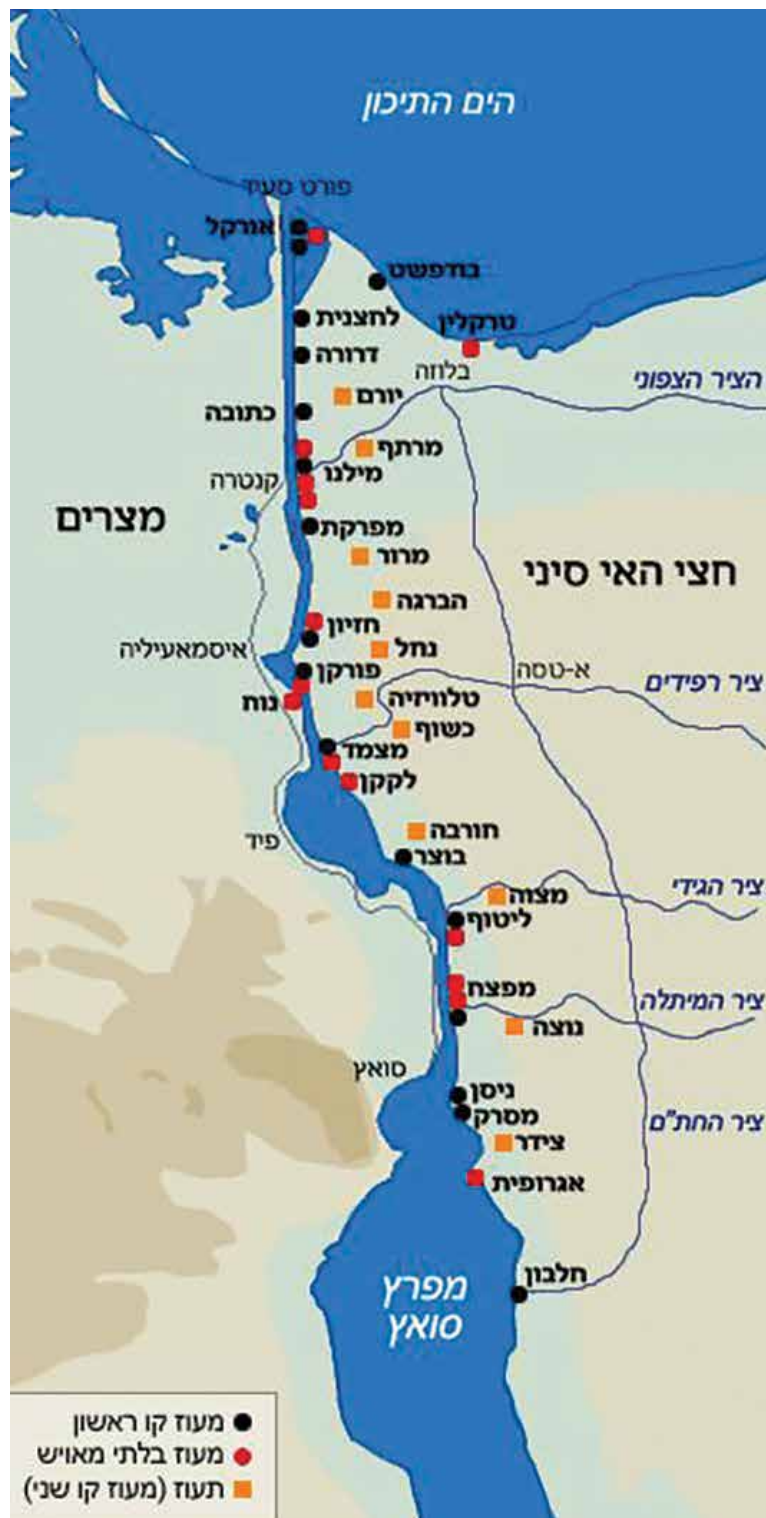 הים התיכון
פורט סעיד
אורקל
בודפשט
לחצנית
טרקלין
דרורה
בלוזה
הציר הצפוני
יורם
כתובה
מרתף
מילנו
קנטרה
מצרים
מפרקת
מרור
חצי האי סיני
הברגה
חזיון
איסמאעיליה
נחל
פורקן
א-טסה
ציר רפידים
נוח
טלוויזיה
כשוף
מצמד
לקקן
חורבה
פיד
בוצר
ציר הגידי
מצוה
ליטוף
מפצח
ציר המיתלה
נוצה
סואץ
ניסן
מסרק
ציר החת"ם
צידר
אגרופית
חלבון
מפרץ
סואץ
מעוז קו ראשון
מעוז בלתי מאויש
תעוז (מעוז קו שני)